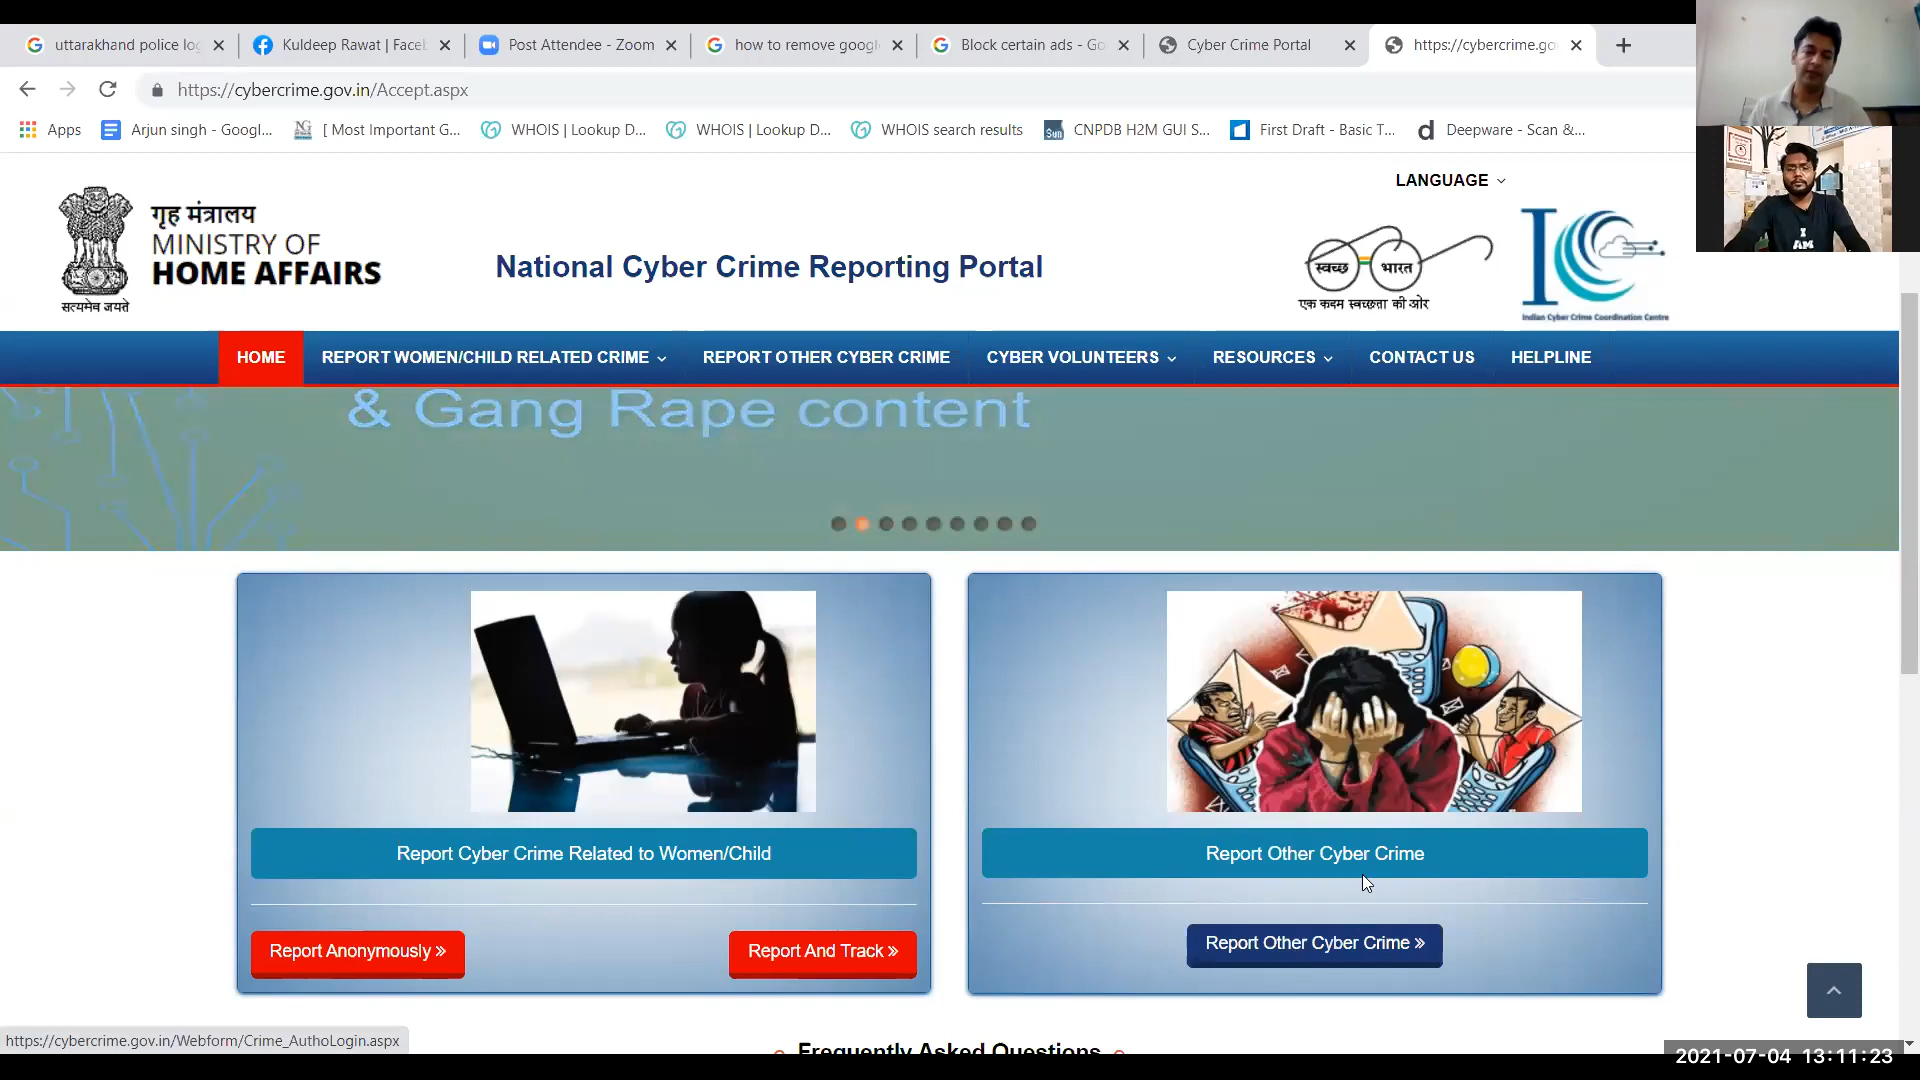 uttarakhand police lo
Kuldeep Rawat | Face
Post Attendee - Zoom
how to remove googl
Block certain ads - Go
Cyber Crime Portal
https://cybercrime.go
https://cybercrime.gov.in/Accept.aspx
Apps
Arjun singh - Googl...
[ Most Important G...
WHOIS | Lookup D...
WHOIS | Lookup D...
WHOIS search results
CNPDB H2M GUI S...
First Draft - Basic T...
Deepware - Scan &...
LANGUAGE
गृह मंत्रालय
MINISTRY OF
HOME AFFAIRS
सत्यमेव जयते
National Cyber Crime Reporting Portal
स्वच्छ भारत
एक कदम स्वच्छता की ओर
Indian Cyber Crime Coordination Centre
I
AM
HOME
REPORT WOMEN/CHILD RELATED CRIME
REPORT OTHER CYBER CRIME
CYBER VOLUNTEERS
RESOURCES
CONTACT US
HELPLINE
& Gang Rape content
Report Cyber Crime Related to Women/Child
Report Other Cyber Crime
Report Anonymously »
Report And Track »
Report Other Cyber Crime »
https://cybercrime.gov.in/Webform/Crime_AuthoLogin.aspx
Frequently Asked Questions
2021-07-04 13:11:23